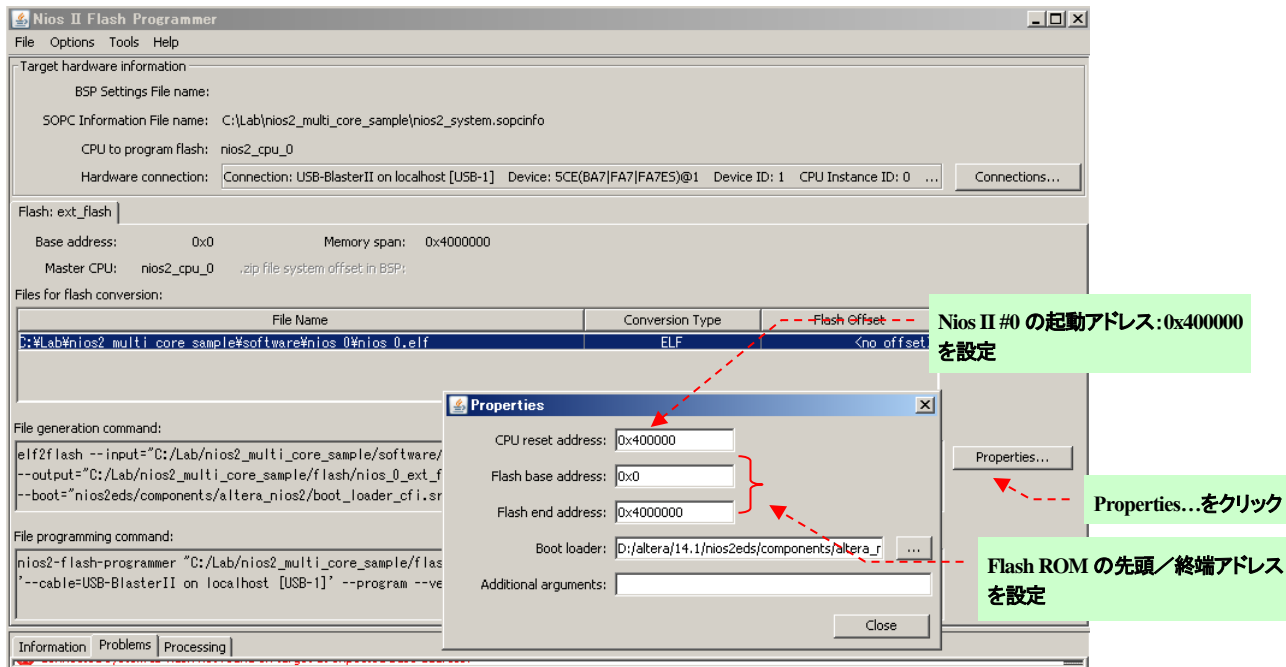 Nios II Flash Programmer
File Options Tools Help
Target hardware information
BSP Settings File name:
SOPC Information File name: C:\Lab\nios2_multi_core_sample\nios2_system.sopcinfo
CPU to program flash: nios2_cpu_0
Hardware connection: Connection: USB-BlasterII on localhost [USB-1] Device: 5CE(BA7|FA7|FA7ES)@1 Device ID: 1 CPU Instance ID: 0 ... Connections...
Flash: ext_flash
Base address: 0x0 Memory span: 0x4000000
Master CPU: nios2_cpu_0 .zip file system offset in BSP:
Files for flash conversion:
File Name Conversion Type Flash Offset
C:¥Lab¥nios2_multi_core_sample¥software¥nios_0¥nios_0.elf ELF <no offset
Nios II #0 の起動アドレス：0x400000
を設定
Properties
CPU reset address: 0x400000
Flash base address: 0x0
Flash end address: 0x4000000
Boot loader: D:/altera/14.1/nios2eds/components/altera_r ...
Additional arguments:
Close
File generation command:
elf2flash --input="C:/Lab/nios2_multi_core_sample/software/
--output="C:/Lab/nios2_multi_core_sample/flash/nios_0_ext_f
--boot="nios2eds/components/altera_nios2/boot_loader_cfi.sr
Properties...
Properties…をクリック
File programming command:
nios2-flash-programmer "C:/Lab/nios2_multi_core_sample/flas
'--cable=USB-BlasterII on localhost [USB-1]' --program --ve
Flash ROM の先頭／終端アドレス
を設定
Information Problems Processing